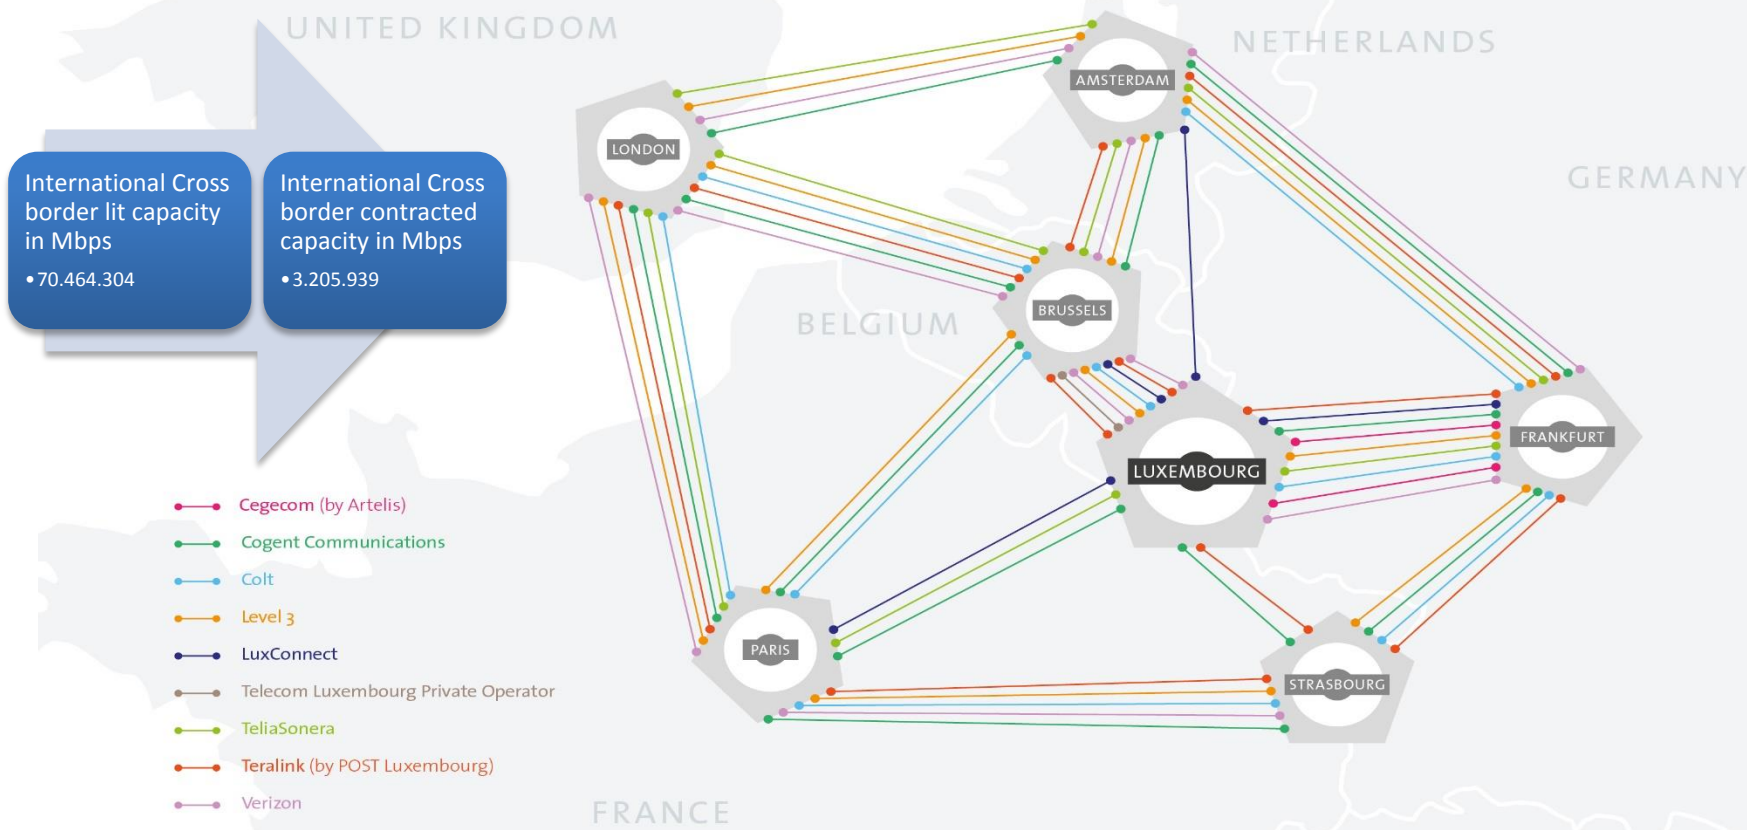 UNITED KINGDOM
NETHERLANDS
AMSTERDAM
LONDON
GERMANY
International Cross
border lit capacity
in Mbps
•70.464.304
International Cross
border contracted
capacity in Mbps
•3.205.939
BRUSSELS
BELGIUM
FRANKFURT
LUXEMBOURG
Cegecom (by Artelis)
Cogent Communications
Colt
Level 3
LuxConnect
Telecom Luxembourg Private Operator
TeliaSonera
Teralink (by POST Luxembourg)
Verizon
PARIS
STRASBOURG
FRANCE